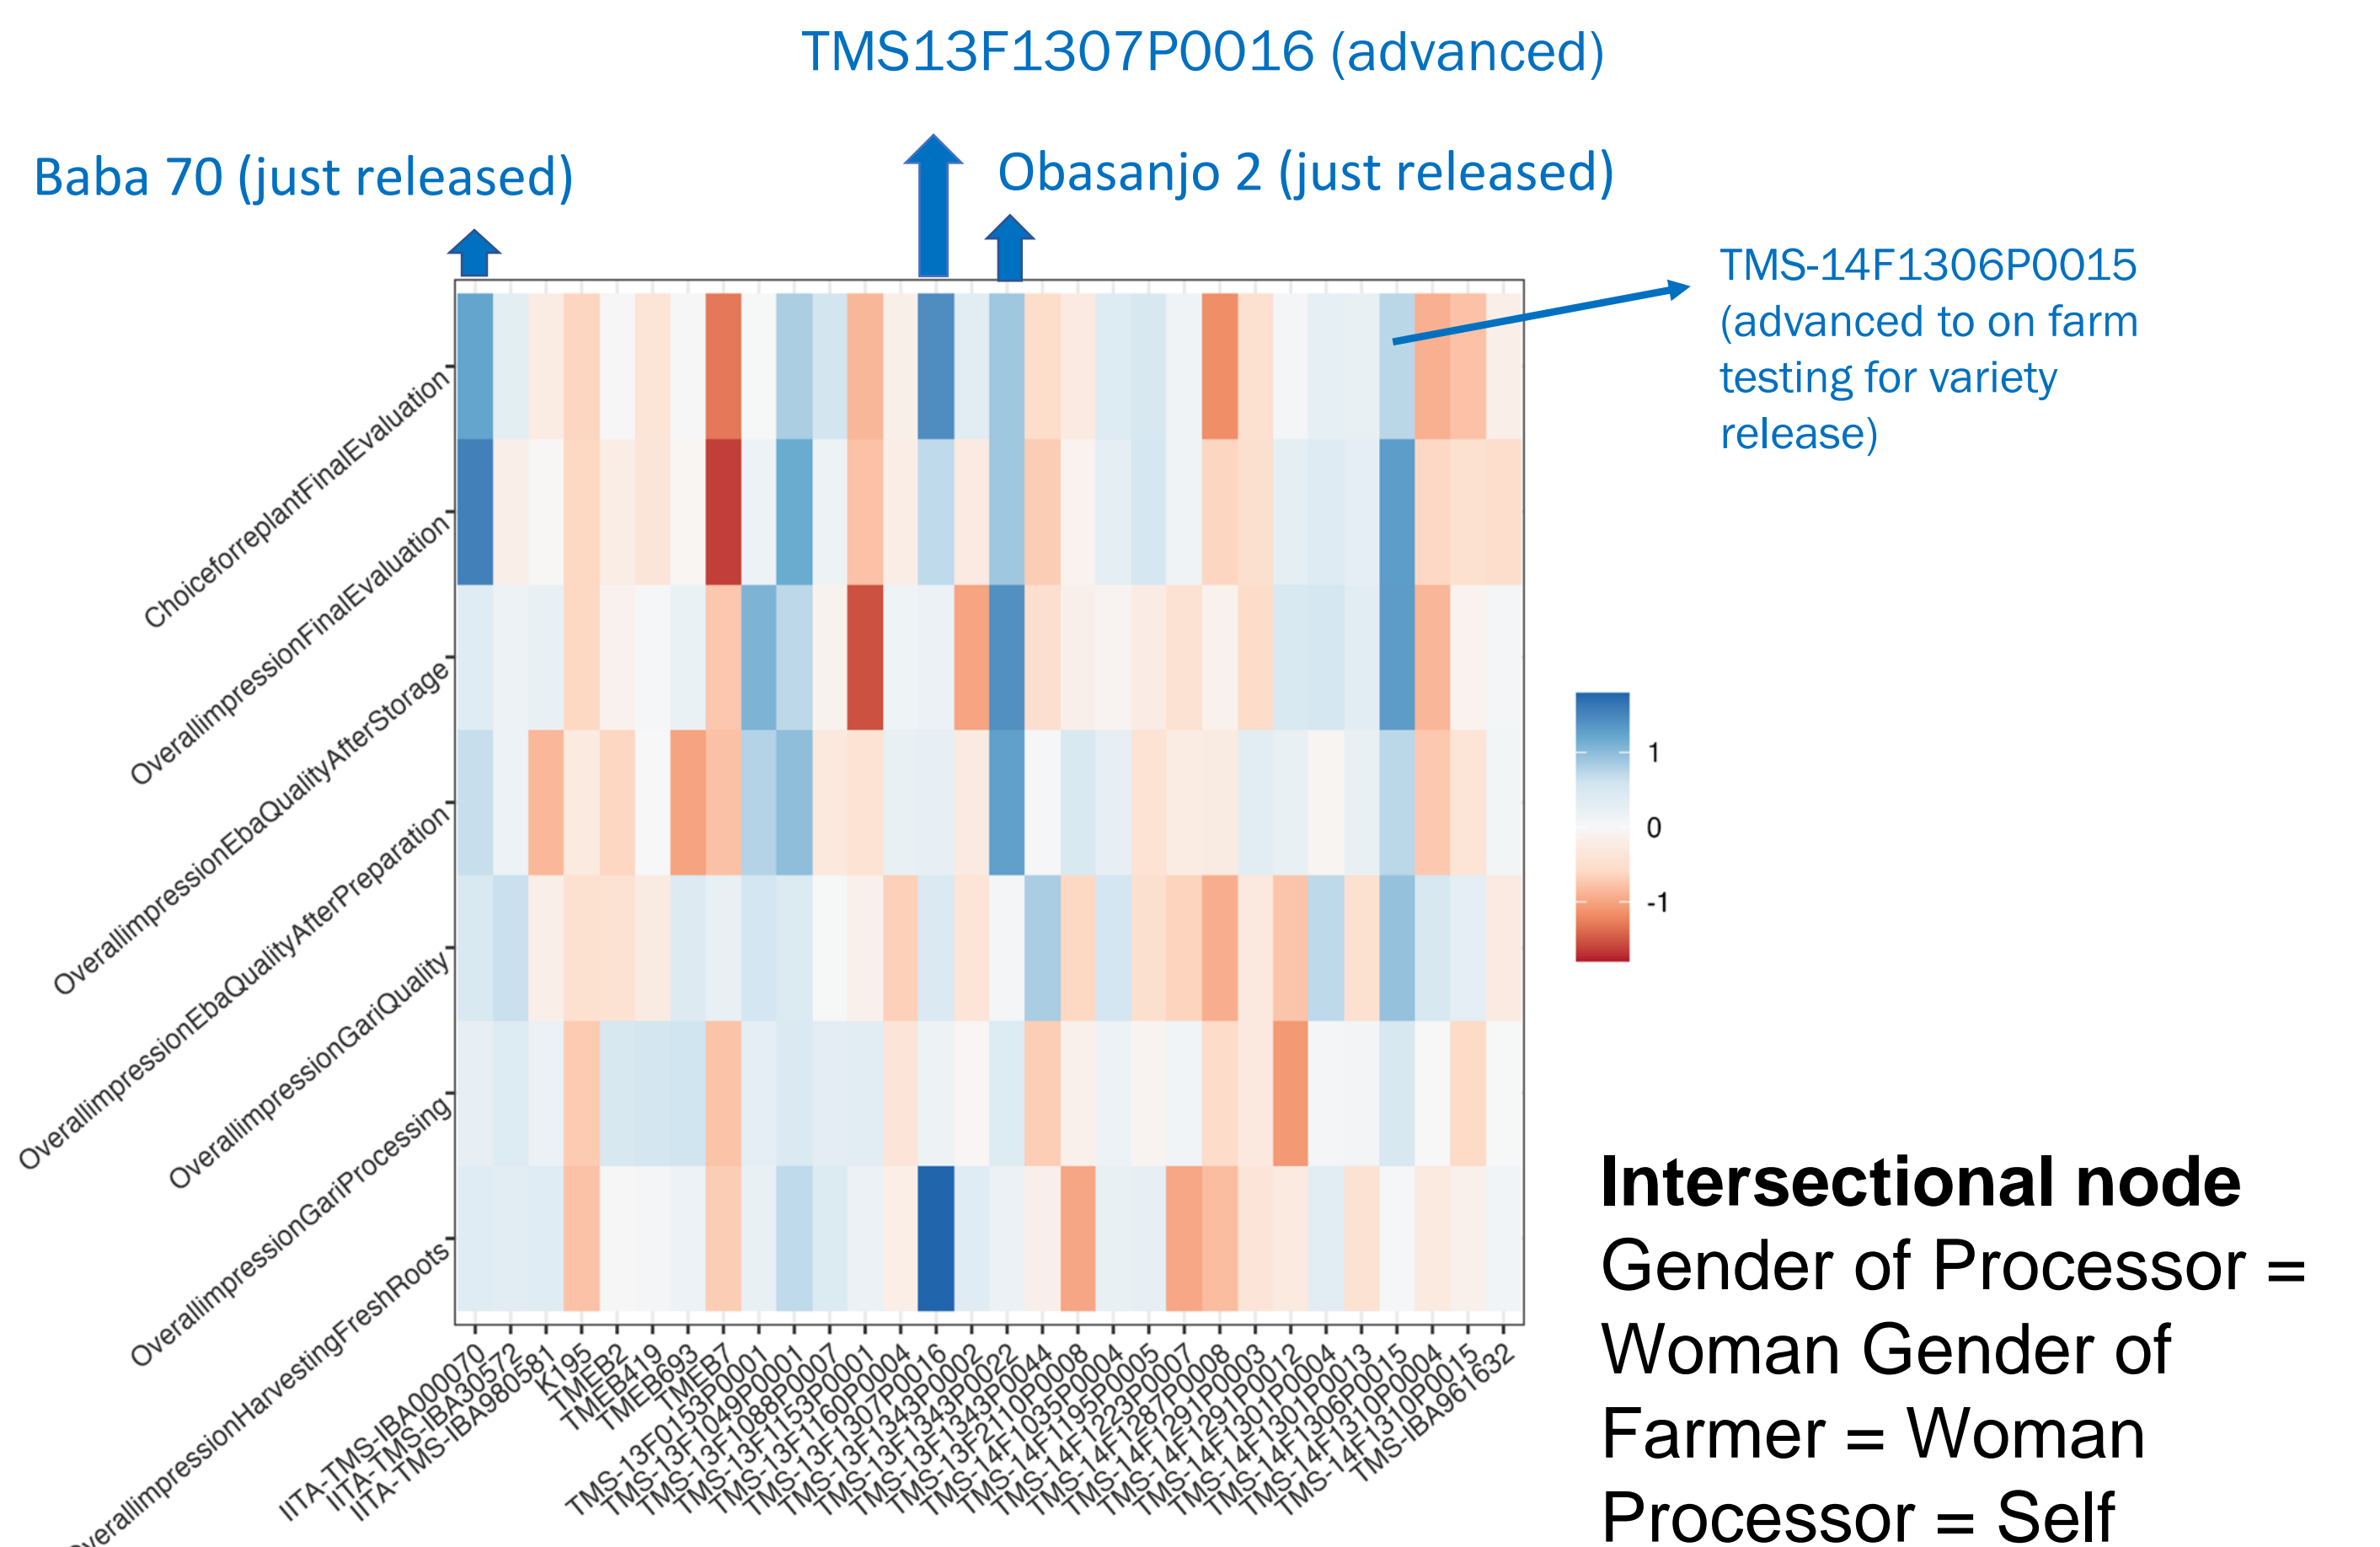 TMS13F1307P0016 (advanced)
Baba 70 (just released)
Obasanjo 2 (just released)
TMS-14F1306P0015
(advanced to on farm
testing for variety
release)
ChoiceforreplantFinalEvaluation
OverallimpressionFinalEvaluation
OverallimpressionEbaQualityAfterStorage
OverallimpressionEbaQualityAfterPreparation
OverallimpressionGariQuality
OverallimpressionGariProcessing
OverallimpressionHarvestingFreshRoots
1
0
-1
IITA-TMS-IBA000070
IITA-TMS-IBA30572
IITA-TMS-IBA980581
K195
TMEB2
TMEB419
TMEB693
TMEB7
TMS-13F0153P0001
TMS-13F1049P0001
TMS-13F1088P0007
TMS-13F1153P0001
TMS-13F1160P0004
TMS-13F1307P0016
TMS-13F1343P0002
TMS-13F1343P0022
TMS-13F1343P0044
TMS-13F2110P0008
TMS-14F1035P0004
TMS-14F1195P0005
TMS-14F1223P0007
TMS-14F1287P0008
TMS-14F1291P0003
TMS-14F1291P0012
TMS-14F1301P0004
TMS-14F1301P0013
TMS-14F1306P0015
TMS-14F1310P0004
TMS-14F1310P0015
TMS-IBA961632
Intersectional node
Gender of Processor =
Woman Gender of
Farmer = Woman
Processor = Self